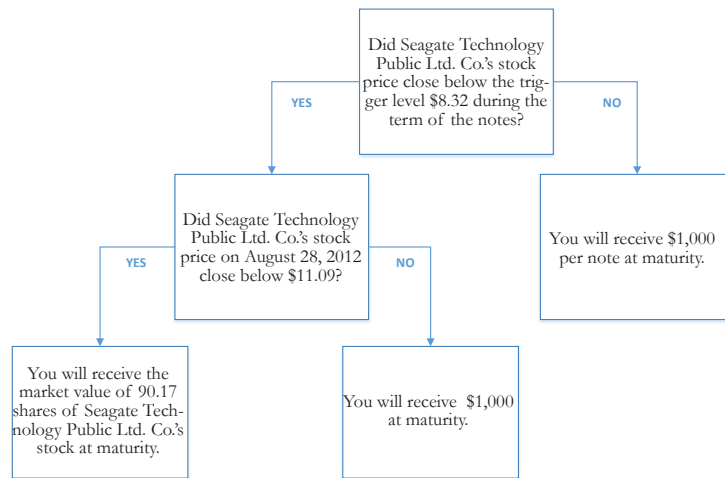 Did Seagate Technology
Public Ltd. Co.'s stock
price close below the trig-
ger level $8.32 during the
term of the notes?
YES
NO
Did Seagate Technology
Public Ltd. Co.'s stock
price on August 28, 2012
close below $11.09?
You will receive $1,000
per note at maturity.
YES
NO
You will receive the
market value of 90.17
shares of Seagate Tech-
nology Public Ltd. Co.'s
stock at maturity.
You will receive $1,000
at maturity.